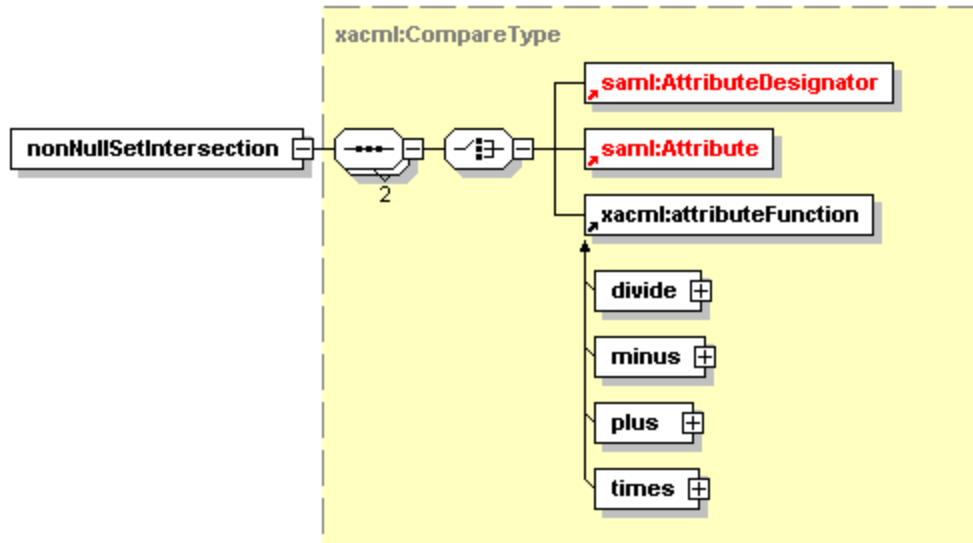 xacml:CompareType
saml:AttributeDesignator
nonNullSetIntersection
saml:Attribute
2
xacml:attributeFunction
divide
minus
plus
times